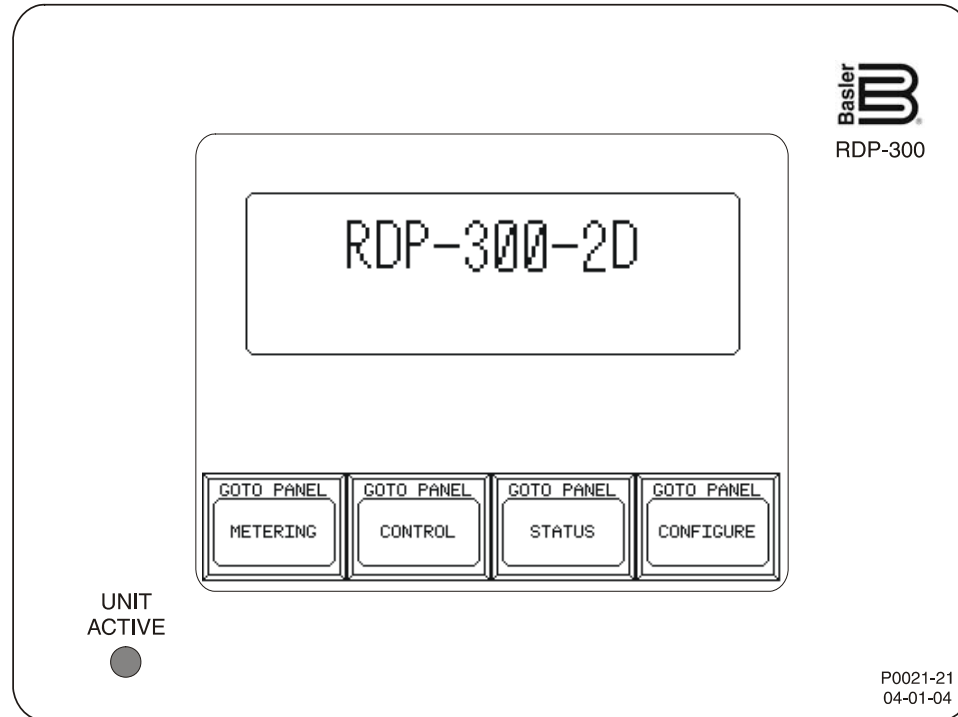 Basler
RDP-300
RDP-300-2D
GOTO PANEL GOTO PANEL GOTO PANEL GOTO PANEL
METERING CONTROL STATUS CONFIGURE
UNIT
ACTIVE
P0021-21
04-01-04